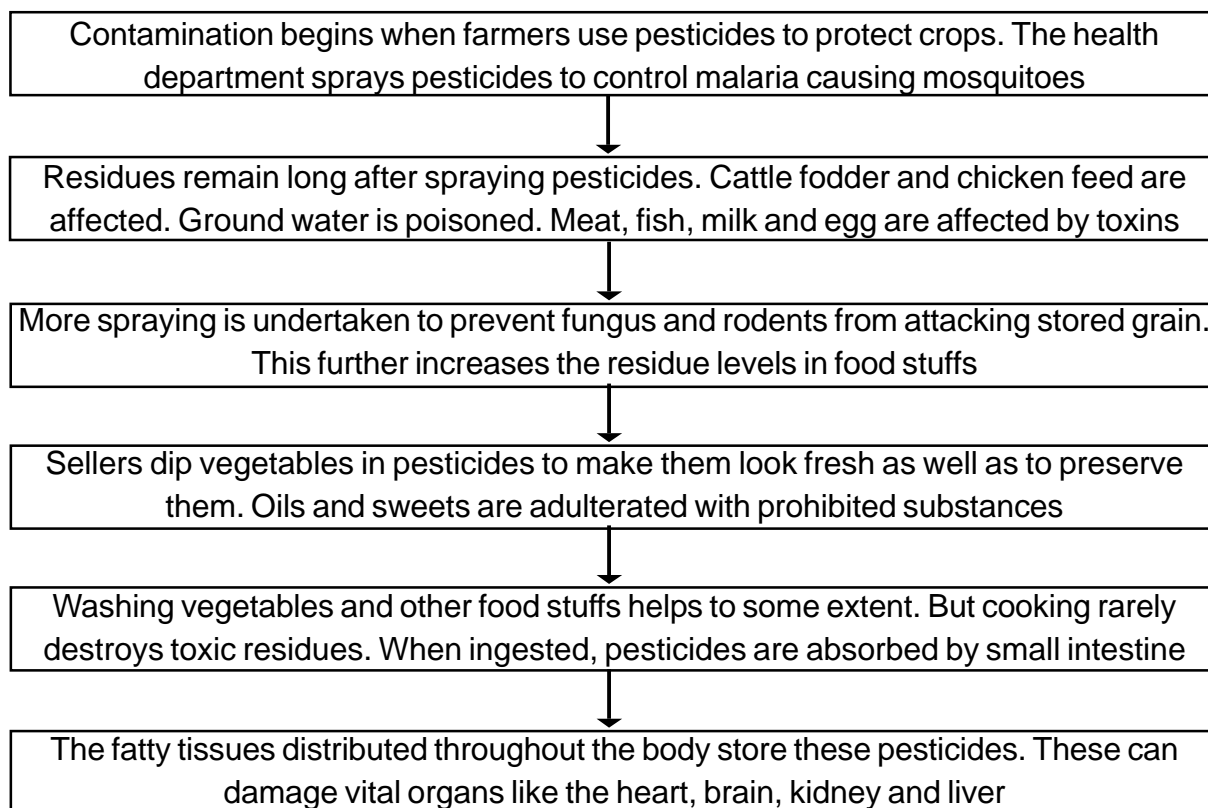 Contamination begins when farmers use pesticides to protect crops. The health
department sprays pesticides to control malaria causing mosquitoes
Residues remain long after spraying pesticides. Cattle fodder and chicken feed are
affected. Ground water is poisoned. Meat, fish, milk and egg are affected by toxins
More spraying is undertaken to prevent fungus and rodents from attacking stored grain.
This further increases the residue levels in food stuffs
Sellers dip vegetables in pesticides to make them look fresh as well as to preserve
them. Oils and sweets are adulterated with prohibited substances
Washing vegetables and other food stuffs helps to some extent. But cooking rarely
destroys toxic residues. When ingested, pesticides are absorbed by small intestine
The fatty tissues distributed throughout the body store these pesticides. These can
damage vital organs like the heart, brain, kidney and liver